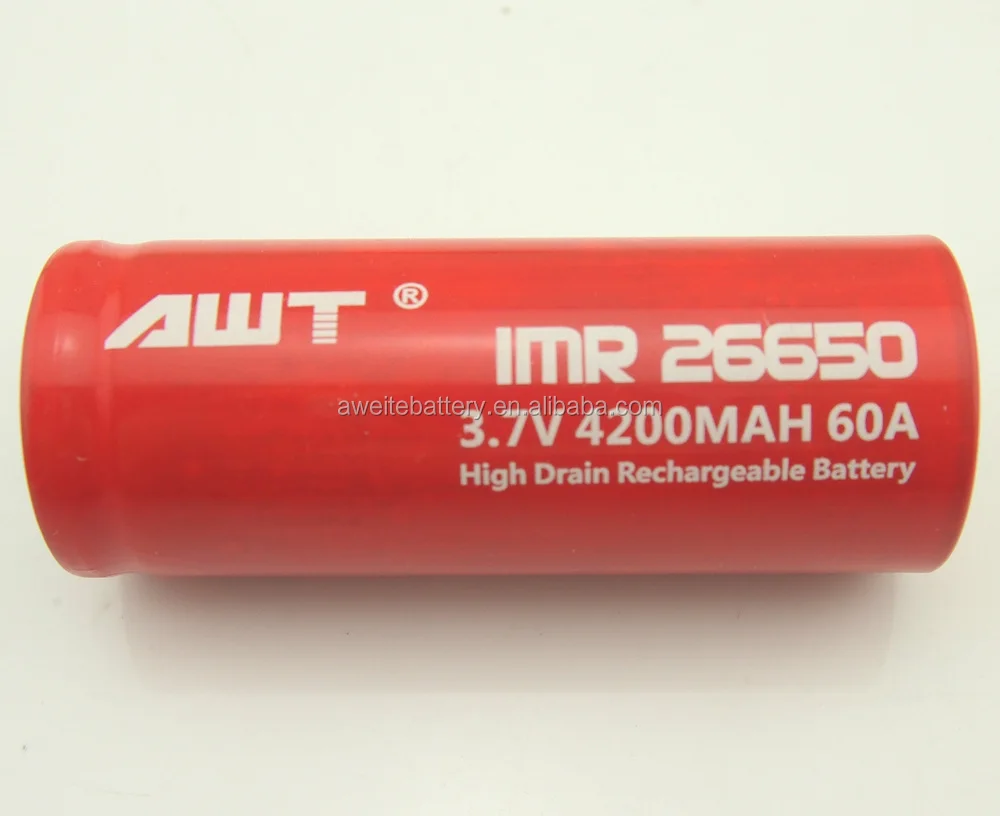 AWT ®
IMR 26650
aweitebattery.en.alibaba.com
3.7V 4200MAH 60A
High Drain Rechargeable Battery